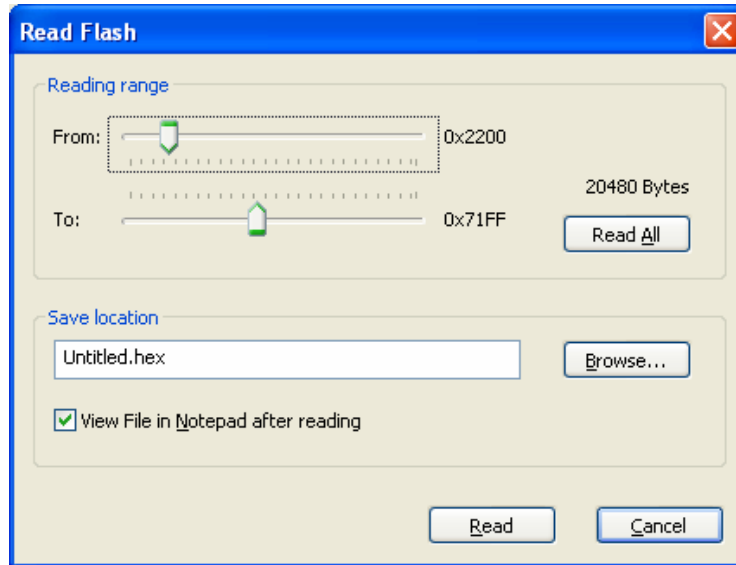 Read Flash
Reading range
From: 0x2200
20480 Bytes
To: 0x71FF
Read All
Save location
Untitled.hex
Browse...
View File in Notepad after reading
Read
Cancel